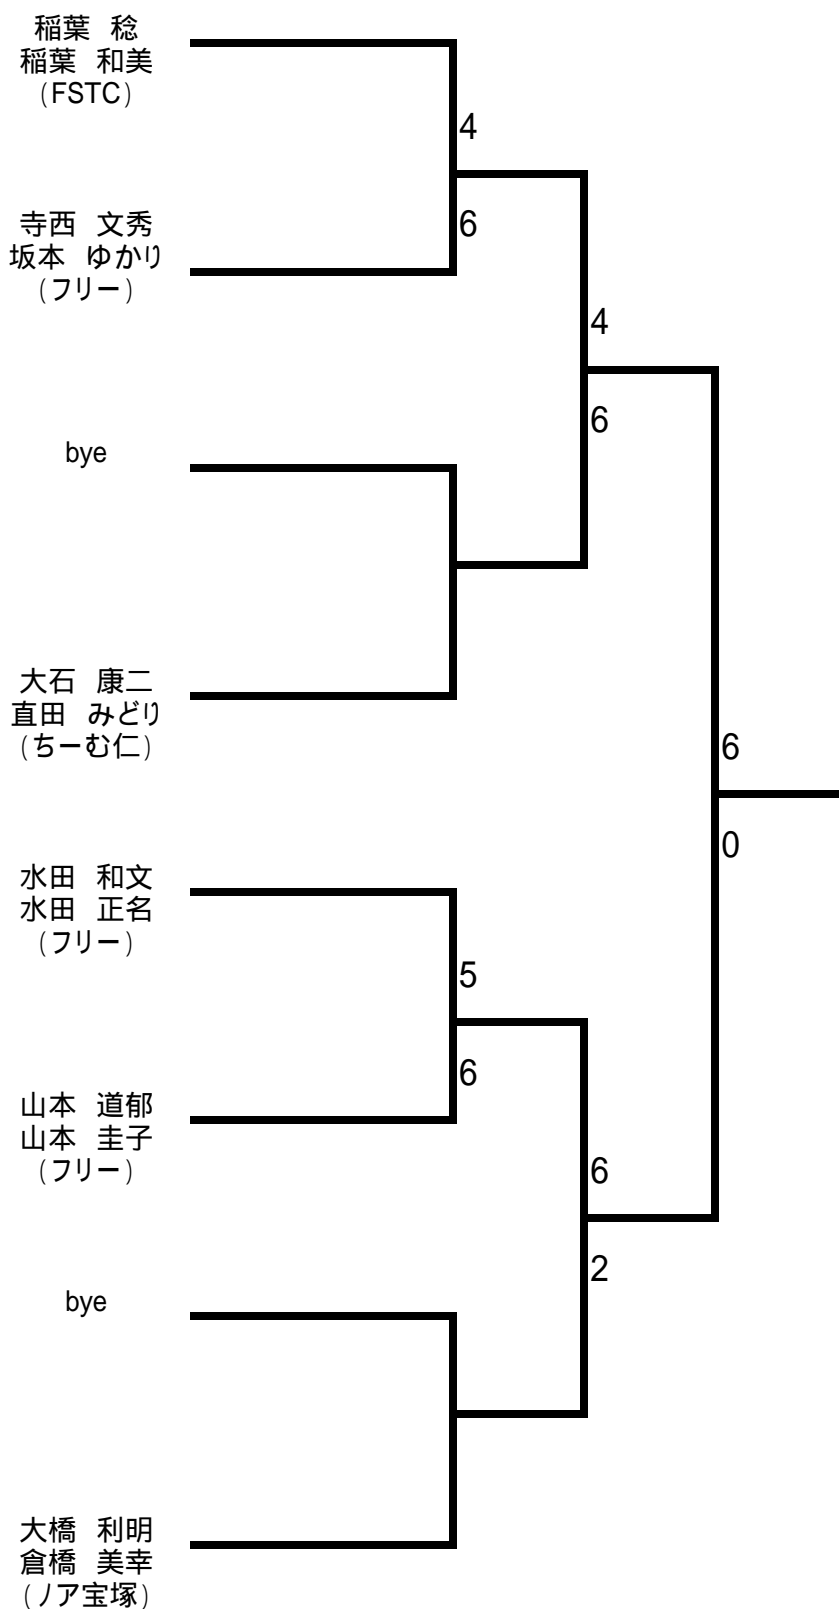 稲葉 稔
稲葉 和美
(FSTC)
4
寺西 文秀
坂本 ゆかり
(フリー)
6
4
6
bye
大石 康二
直田 みどり
(ちーむ仁)
6
0
水田 和文
水田 正名
(フリー)
5
6
山本 道郁
山本 圭子
(フリー)
6
2
bye
大橋 利明
倉橋 美幸
(ノア宝塚)